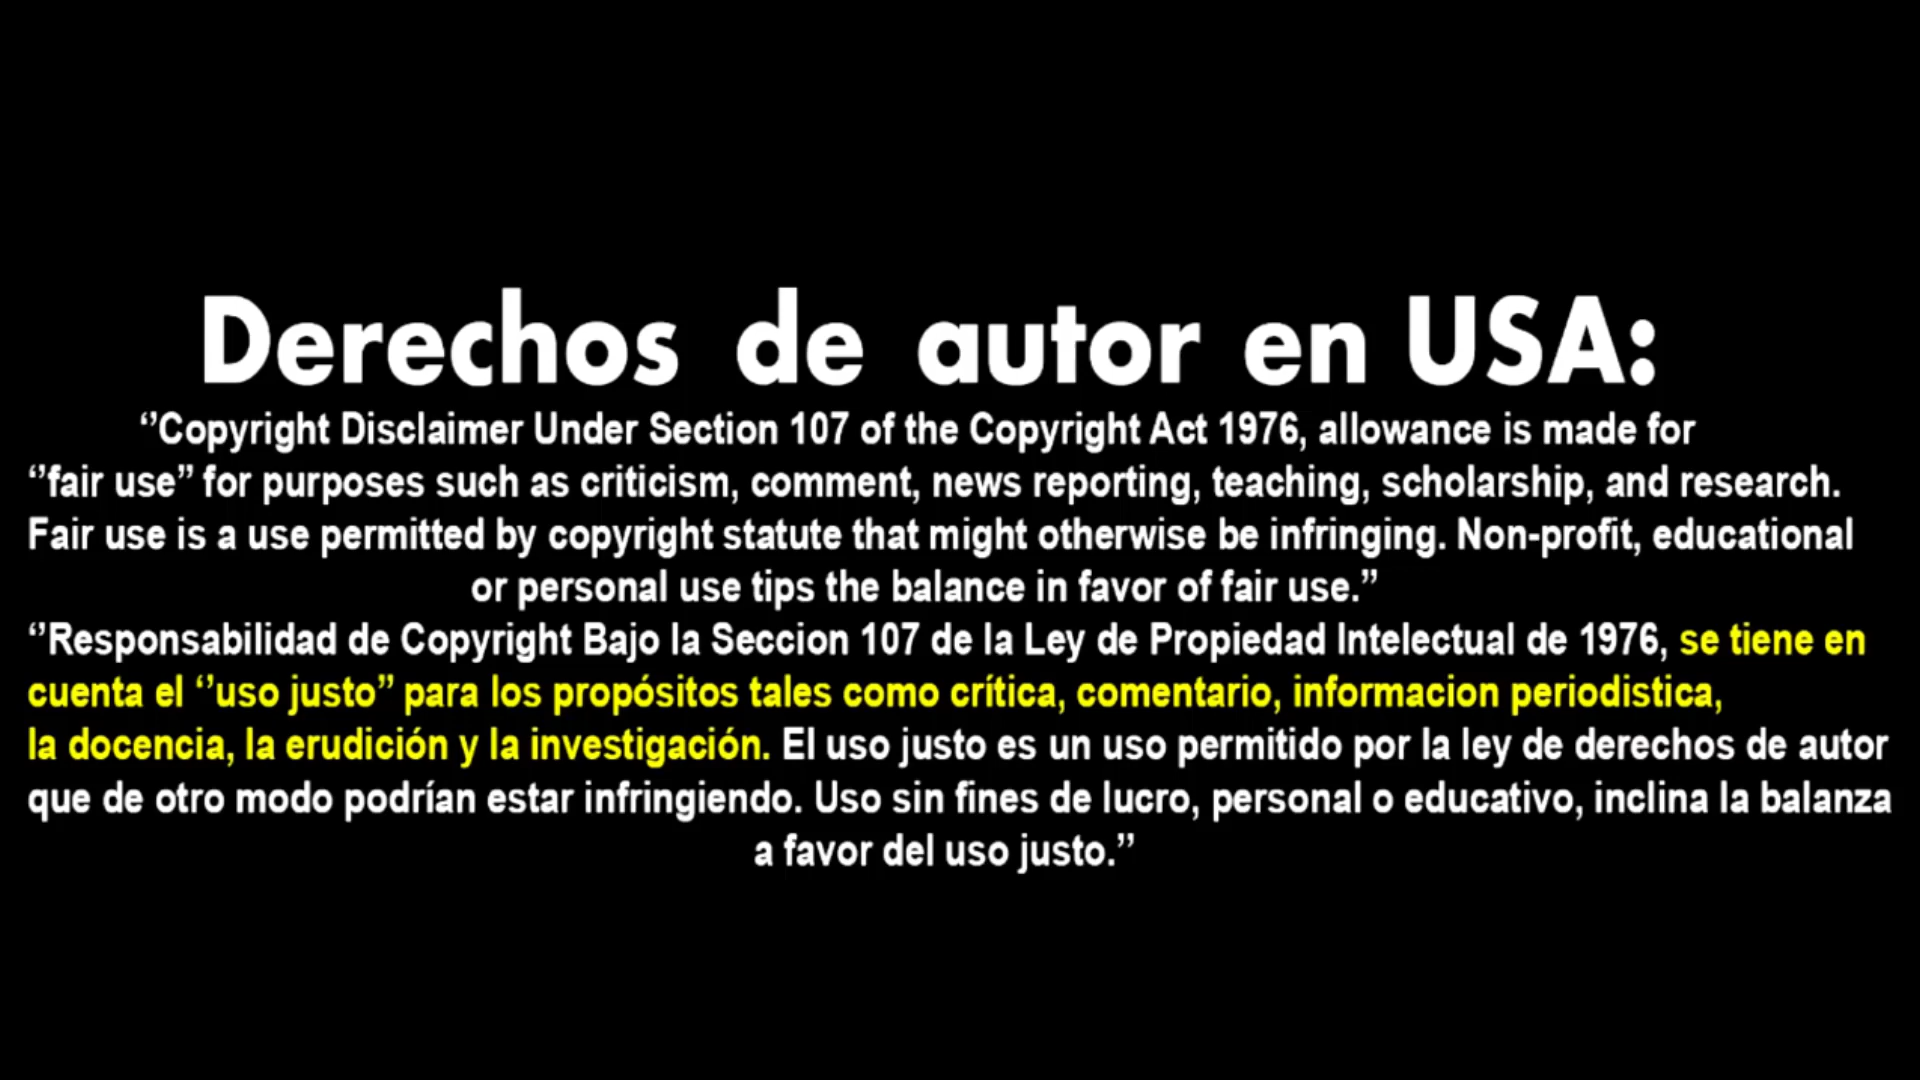 Derechos de autor en USA:
‘’Copyright Disclaimer Under Section 107 of the Copyright Act 1976, allowance is made for
‘’fair use’’ for purposes such as criticism, comment, news reporting, teaching, scholarship, and research.
Fair use is a use permitted by copyright statute that might otherwise be infringing. Non-profit, educational
or personal use tips the balance in favor of fair use.’’
‘’Responsabilidad de Copyright Bajo la Seccion 107 de la Ley de Propiedad Intelectual de 1976, se tiene en
cuenta el ‘’uso justo’’ para los propósitos tales como crítica, comentario, informacion periodistica,
la docencia, la erudición y la investigación. El uso justo es un uso permitido por la ley de derechos de autor
que de otro modo podrían estar infringiendo. Uso sin fines de lucro, personal o educativo, inclina la balanza
a favor del uso justo.’’